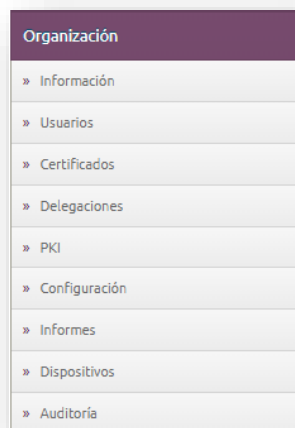 Organización
» Información
» Usuarios
» Certificados
» Delegaciones
» PKI
» Configuración
» Informes
» Dispositivos
» Auditoría